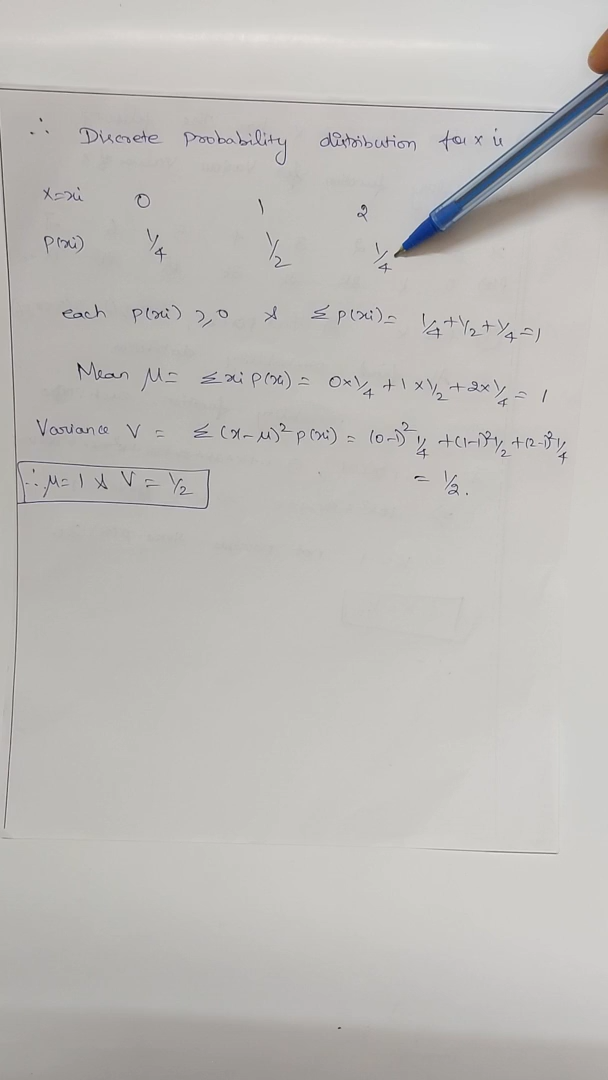 ∴ Discrete probability distribution for x is
X=xi 0 1 2
P(xi) 1/4 1/2 1/4
each P(xi) ≥ 0 & Σ P(xi) = 1/4 + 1/2 + 1/4 = 1
Mean μ = Σ xi P(xi) = 0×1/4 + 1×1/2 + 2×1/4 = 1
Variance V = Σ (x-μ)² P(xi) = (0-1)² 1/4 + (1-1)² 1/2 + (2-1)² 1/4
= 1/2.
∴ μ = 1 & V = 1/2